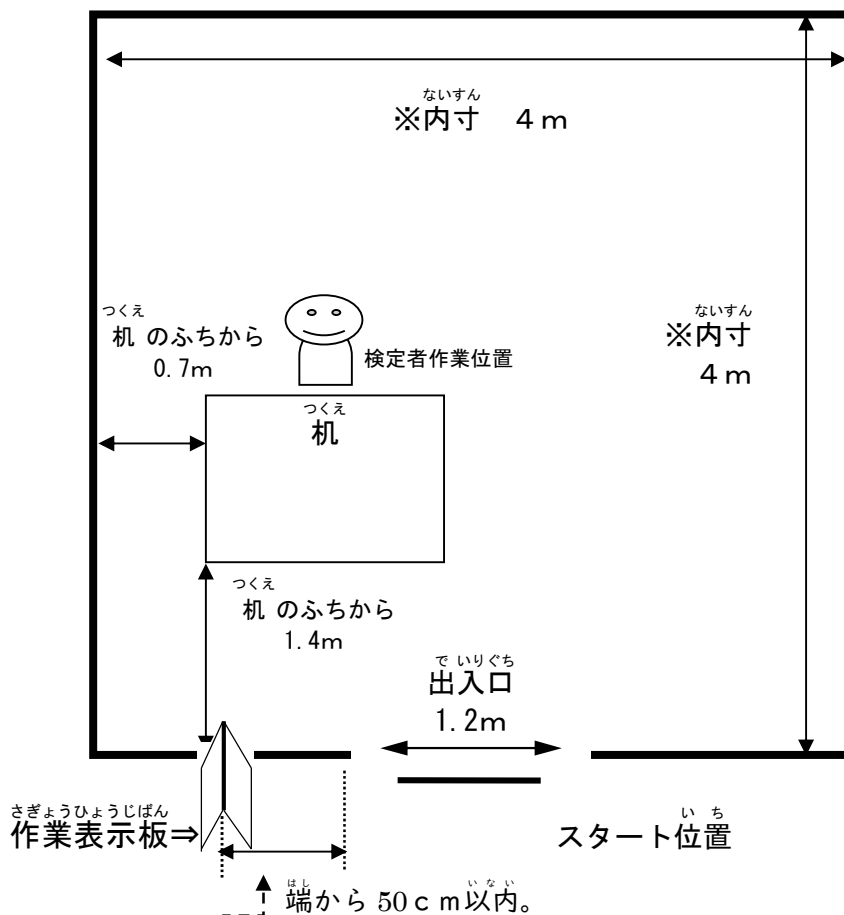 ないすん
※内寸 4m
ないすん
※内寸
4m
つくえ
机 のふちから
0.7m
検定者作業位置
つくえ
机
つくえ
机 のふちから
1.4m
で いりぐち
出入口
1.2m
さぎょうひょうじばん
作業表示板⇒
いち
スタート位置
はし いない
端から 50cm以内。